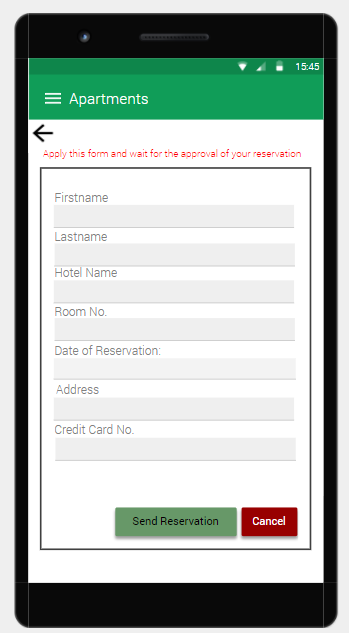 15:45
Apartments
Apply this form and wait for the approval of your reservation
Firstname
Lastname
Hotel Name
Room No.
Date of Reservation:
Address
Credit Card No.
Send Reservation Cancel